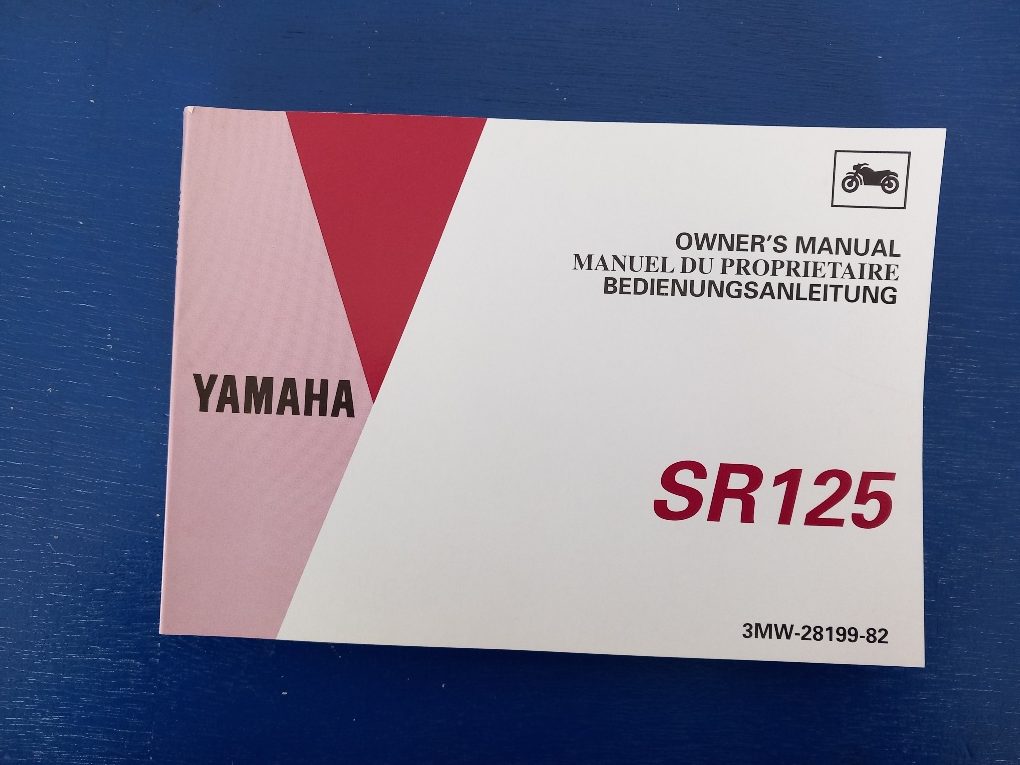 OWNER'S MANUAL
MANUEL DU PROPRIETAIRE
BEDIENUNGSANLEITUNG
YAMAHA
SR125
3MW-28199-82